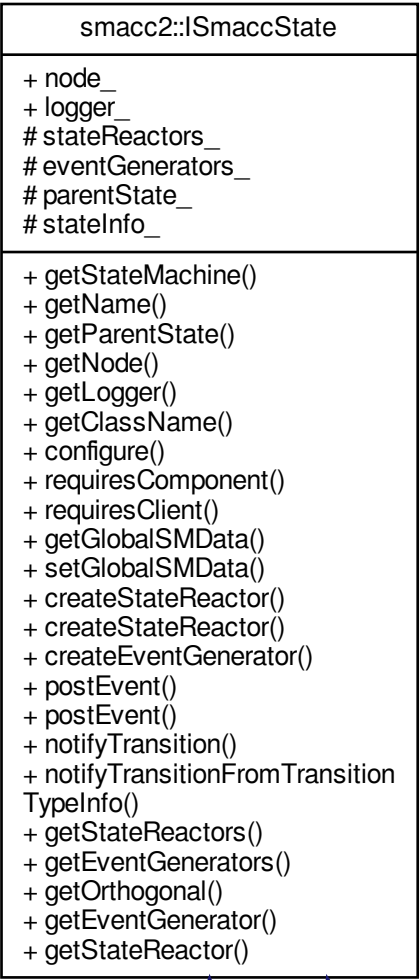 smacc2::ISmaccState
+ node_
+ logger_
# stateReactors_
# eventGenerators_
# parentState_
# stateInfo_
+ getStateMachine()
+ getName()
+ getParentState()
+ getNode()
+ getLogger()
+ getClassName()
+ configure()
+ requiresComponent()
+ requiresClient()
+ getGlobalSMData()
+ setGlobalSMData()
+ createStateReactor()
+ createStateReactor()
+ createEventGenerator()
+ postEvent()
+ postEvent()
+ notifyTransition()
+ notifyTransitionFromTransition
TypeInfo()
+ getStateReactors()
+ getEventGenerators()
+ getOrthogonal()
+ getEventGenerator()
+ getStateReactor()